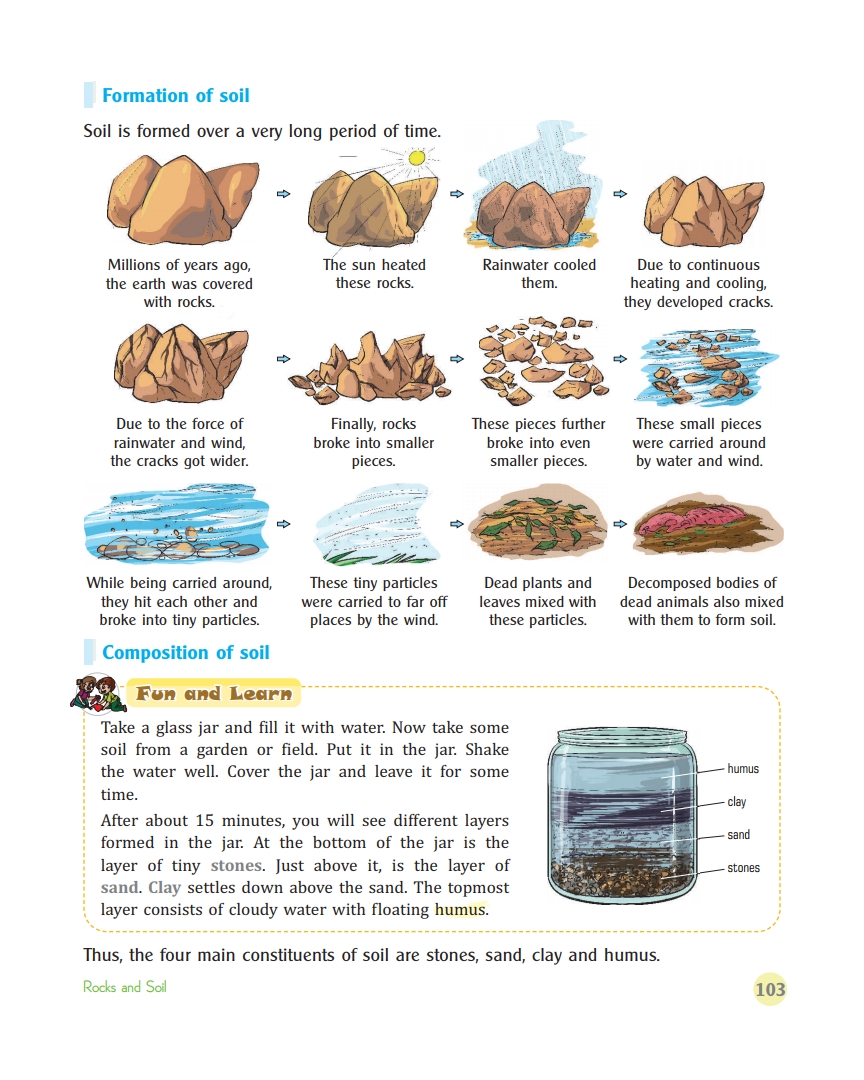 Formation of soil
Soil is formed over a very long period of time.
Millions of years ago,
the earth was covered
with rocks.
The sun heated
these rocks.
Rainwater cooled
them.
Due to continuous
heating and cooling,
they developed cracks.
Due to the force of
rainwater and wind,
the cracks got wider.
Finally, rocks
broke into smaller
pieces.
These pieces further
broke into even
smaller pieces.
These small pieces
were carried around
by water and wind.
While being carried around,
they hit each other and
broke into tiny particles.
These tiny particles
were carried to far off
places by the wind.
Dead plants and
leaves mixed with
these particles.
Decomposed bodies of
dead animals also mixed
with them to form soil.
Composition of soil
Fun and Learn
Take a glass jar and fill it with water. Now take some
soil from a garden or field. Put it in the jar. Shake
the water well. Cover the jar and leave it for some
time.
After about 15 minutes, you will see different layers
formed in the jar. At the bottom of the jar is the
layer of tiny stones. Just above it, is the layer of
sand. Clay settles down above the sand. The topmost
layer consists of cloudy water with floating humus.
humus
clay
sand
stones
Thus, the four main constituents of soil are stones, sand, clay and humus.
Rocks and Soil
103